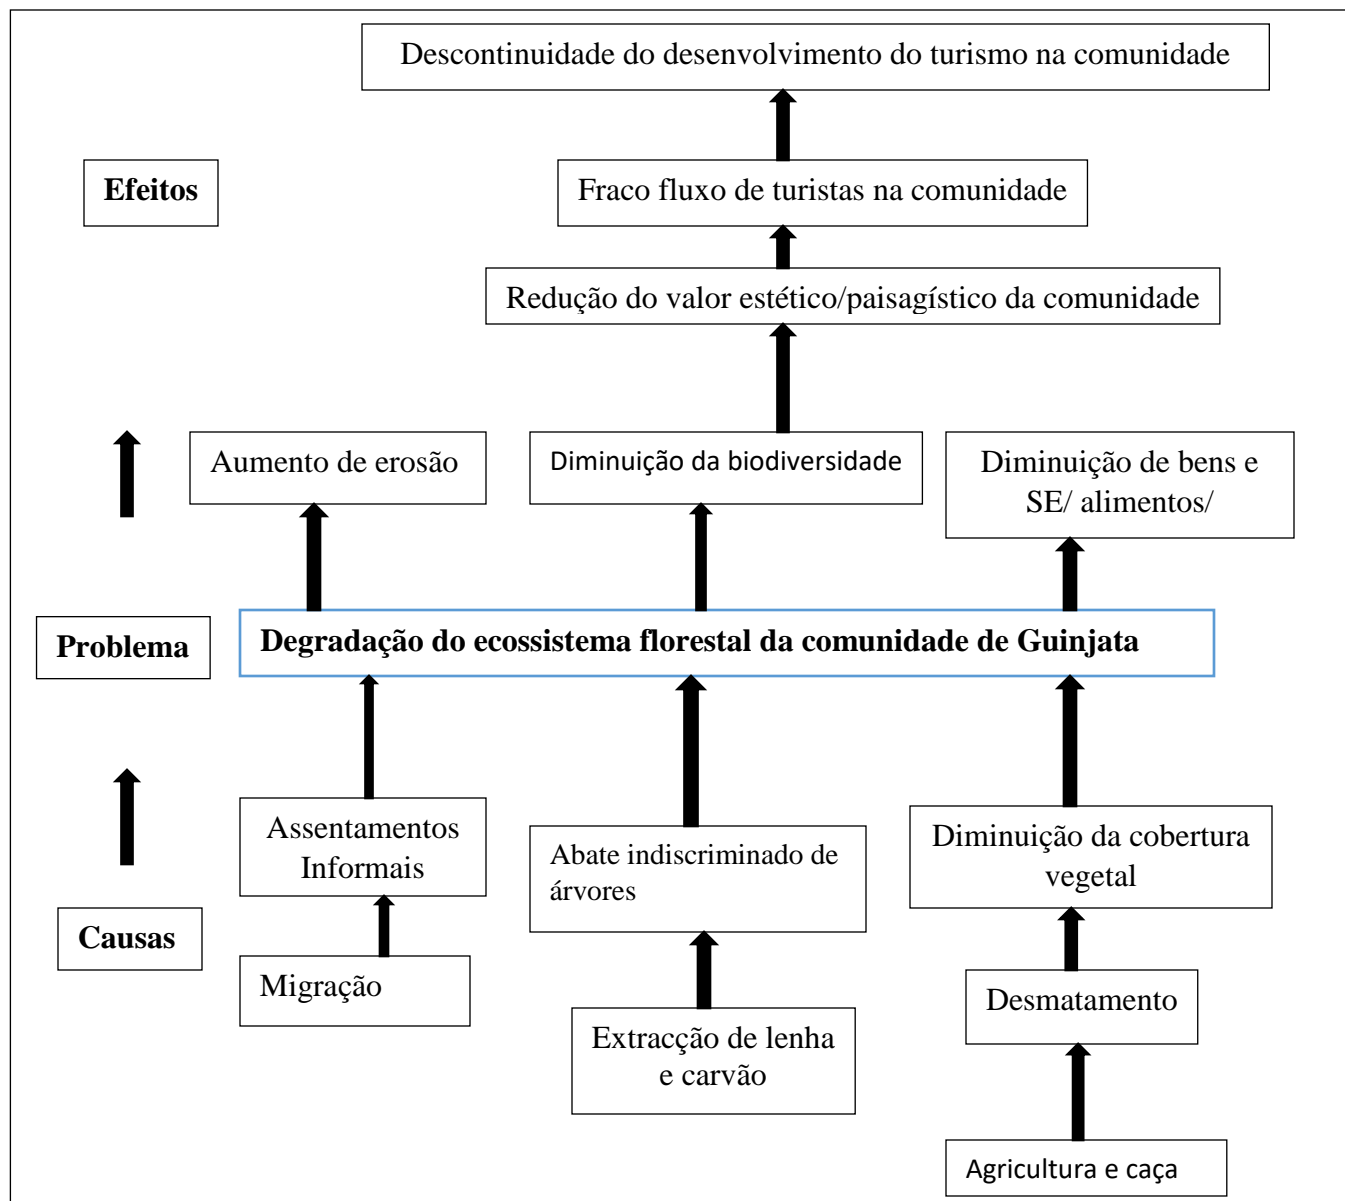 Descontinuidade do desenvolvimento do turismo na comunidade
Efeitos
Fraco fluxo de turistas na comunidade
Redução do valor estético/paisagístico da comunidade
Aumento de erosão
Diminuição da biodiversidade
Diminuição de bens e
SE/ alimentos/
Problema
Degradação do ecossistema florestal da comunidade de Guinjata
Assentamentos
Informais
Abate indiscriminado de
árvores
Diminuição da cobertura
vegetal
Causas
Migração
Extracção de lenha
e carvão
Desmatamento
Agricultura e caça